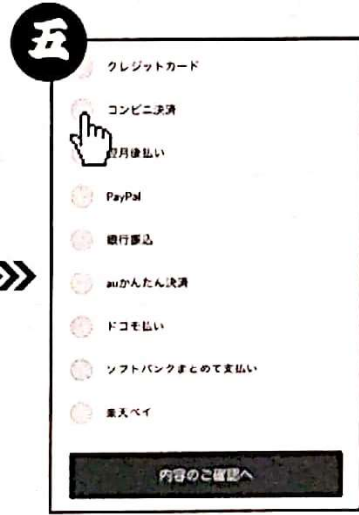 五
クレジットカード
コンビニ決済
翌月後払い
PayPal
銀行振込
auかんたん決済
ドコモ払い
ソフトバンクまとめて支払い
楽天ペイ
内容のご確認へ